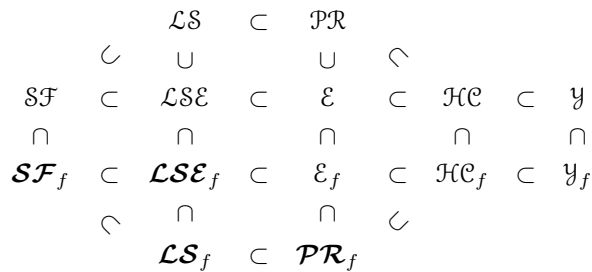 ℒ𝒮 ⊂ 𝒫ℛ
⊂ ∪ ∪ ∩
𝒮ℱ ⊂ ℒ𝒮ℰ ⊂ ℰ ⊂ ℋ𝒞 ⊂ 𝒴
∩ ∩ ∩ ∩ ∩
𝓢𝓕_f ⊂ 𝓛𝓢𝓔_f ⊂ ℰ_f ⊂ ℋ𝒞_f ⊂ 𝒴_f
∩ ∩ ∩ ⊂
𝓛𝓢_f ⊂ 𝓟𝓡_f